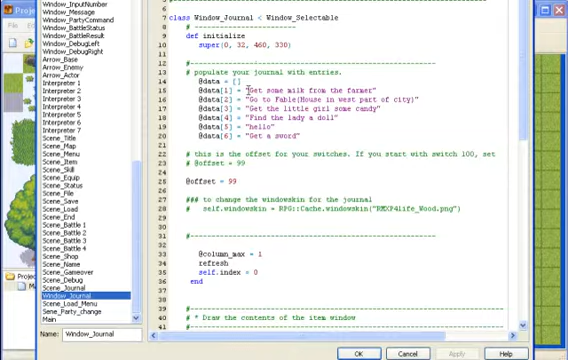 Window_InputNumber
Window_Message
Window_PartyCommand
Window_BattleStatus
Window_BattleResult
Window_DebugLeft
Window_DebugRight
Arrow_Base
Arrow_Enemy
Arrow_Actor
Interpreter 1
Interpreter 2
Interpreter 3
Interpreter 4
Interpreter 5
Interpreter 6
Interpreter 7
Scene_Title
Scene_Map
Scene_Menu
Scene_Item
Scene_Skill
Scene_Equip
Scene_Status
Scene_File
Scene_Save
Scene_Load
Scene_End
Scene_Battle 1
Scene_Battle 2
Scene_Battle 3
Scene_Battle 4
Scene_Shop
Scene_Name
Scene_Gameover
Scene_Debug
Scene_Journal
Window_Journal
Scene_Load_Menu
Sene_Party_change
Main
Name: Window_Journal
7 class Window_Journal < Window_Selectable
8 # ------------------------
9 def initialize
10 super(0, 32, 460, 330)
11
12 #--------------------------------------------------
13 # populate your journal with entries.
14 @data = []
15 @data[1] = "Get some milk from the farmer"
16 @data[2] = "Go to Fable(House in west part of city)"
17 @data[3] = "Get the little girl some candy"
18 @data[4] = "Find the lady a doll"
19 @data[5] = "hello"
20 @data[6] = "Get a sword"
21
22 # this is the offset for your switches. If you start with switch 100, set
23 # @offset = 99
24
25 @offset = 99
26
27 ### to change the windowskin for the journal
28 # self.windowskin = RPG::Cache.windowskin("RMXP4life_Wood.png")
29
30
31 #--------------------------------------------------
32
33 @column_max = 1
34 refresh
35 self.index = 0
36 end
37
38
39 #--------------------------------------------------
40 # * Draw the contents of the item window
41 #--------------------------------------------------
OK Cancel Apply Help